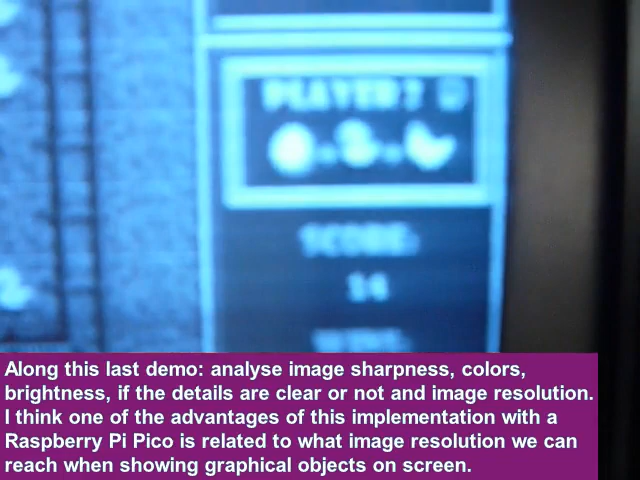 PLAYER2
SCORE:
14
Along this last demo: analyse image sharpness, colors,
brightness, if the details are clear or not and image resolution.
I think one of the advantages of this implementation with a
Raspberry Pi Pico is related to what image resolution we can
reach when showing graphical objects on screen.